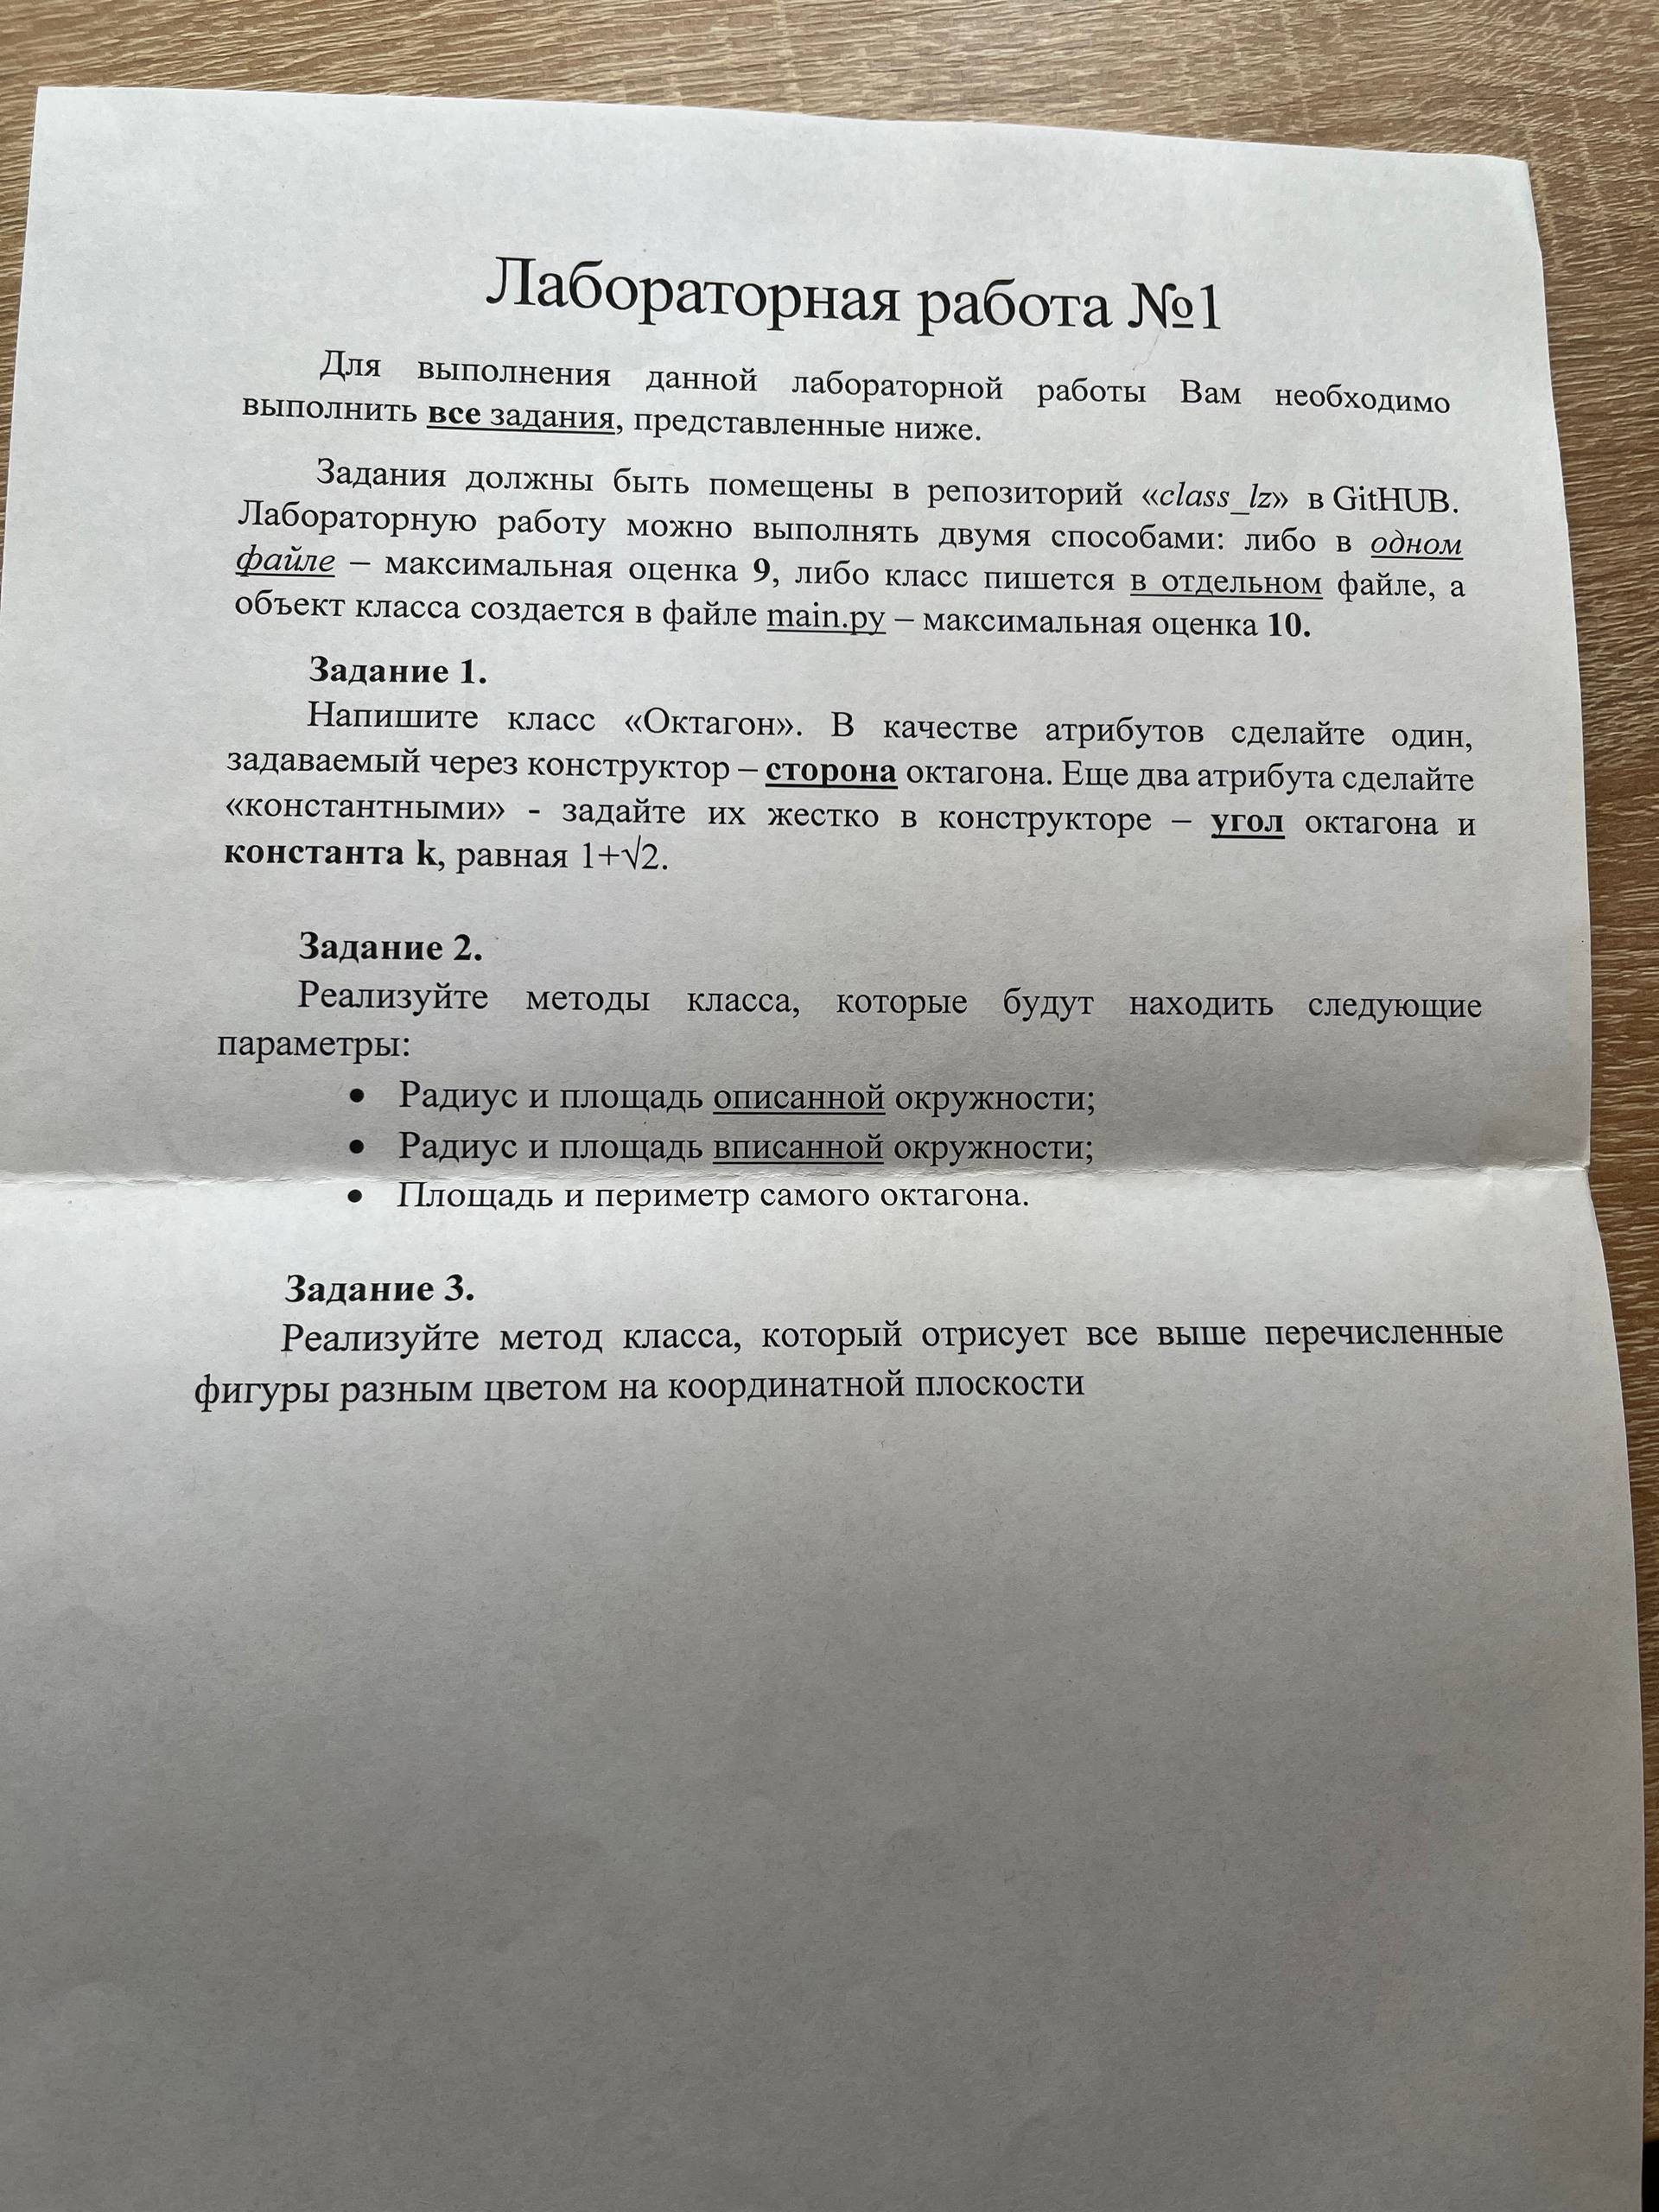 Лабораторная работа №1
Для выполнения данной лабораторной работы Вам необходимо
выполнить все задания, представленные ниже.
Задания должны быть помещены в репозиторий «class_lz» в GitHUB.
Лабораторную работу можно выполнять двумя способами: либо в одном
файле – максимальная оценка 9, либо класс пишется в отдельном файле, а
объект класса создается в файле main.py – максимальная оценка 10.
Задание 1.
Напишите класс «Октагон». В качестве атрибутов сделайте один,
задаваемый через конструктор – сторона октагона. Еще два атрибута сделайте
«константными» - задайте их жестко в конструкторе – угол октагона и
константа k, равная 1+√2.
Задание 2.
Реализуйте методы класса, которые будут находить следующие
параметры:
• Радиус и площадь описанной окружности;
• Радиус и площадь вписанной окружности;
• Площадь и периметр самого октагона.
Задание 3.
Реализуйте метод класса, который отрисует все выше перечисленные
фигуры разным цветом на координатной плоскости